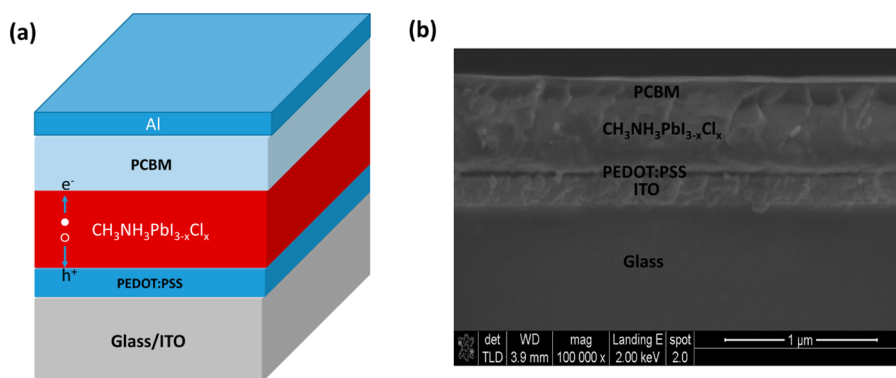 (a)
Al
PCBM
e⁻
CH₃NH₃PbI₃₋ₓClₓ
h⁺
PEDOT:PSS
Glass/ITO
(b)
PCBM
CH₃NH₃PbI₃₋ₓClₓ
PEDOT:PSS
ITO
Glass
det WD mag Landing E spot
TLD 3.9 mm 100 000 x 2.00 keV 2.0
1 µm